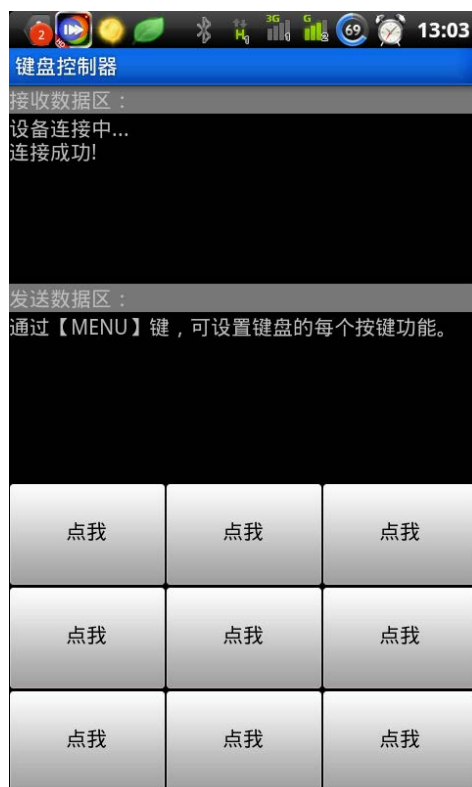 2 3G G 69 13:03
键盘控制器
接收数据区：
设备连接中...
连接成功!
发送数据区：
通过【MENU】键，可设置键盘的每个按键功能。
点我 点我 点我
点我 点我 点我
点我 点我 点我